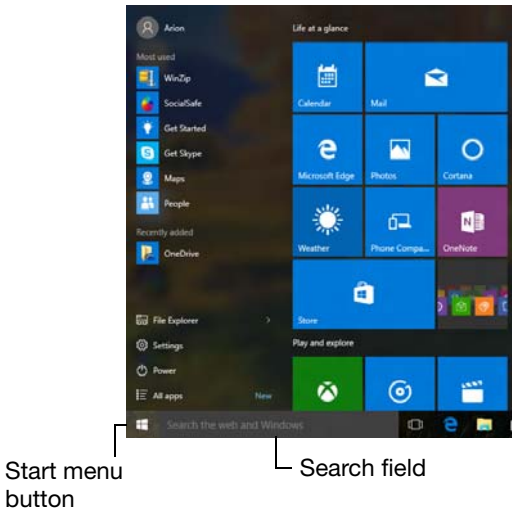 Arion
Life at a glance
Most used
WinZip
SocialSafe
Get Started
Get Skype
Maps
People
Recently added
OneDrive
File Explorer
Settings
Power
All apps New
Calendar
Mail
Microsoft Edge
Photos
Cortana
Weather
Phone Compa...
OneNote
Store
Play and explore
Search the web and Windows
Start menu
button
Search field